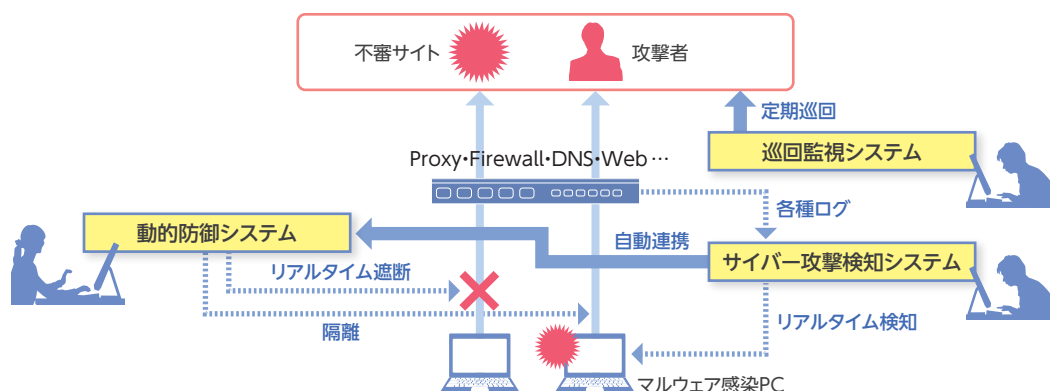 不審サイト
攻撃者
定期巡回
Proxy・Firewall・DNS・Web…
巡回監視システム
各種ログ
動的防御システム
自動連携
サイバー攻撃検知システム
リアルタイム遮断
隔離
リアルタイム検知
マルウェア感染PC